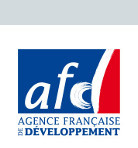 afd
AGENCE FRANÇAISE
DE DÉVELOPPEMENT